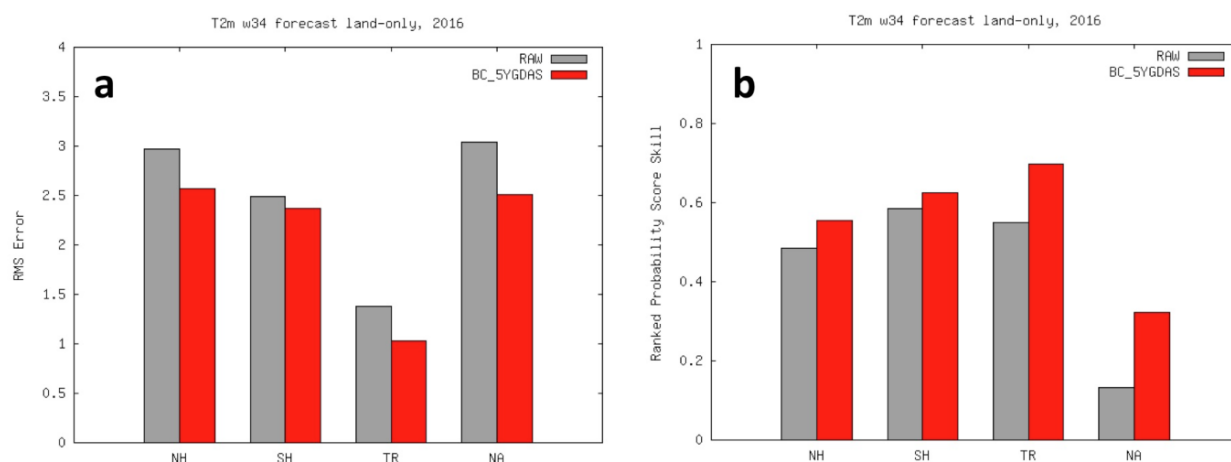 T2m w34 forecast land-only, 2016
a
RAW
BC_5YGDAS
4
3.5
3
2.5
2
1.5
1
0.5
0
RMS Error
NH SH TR NA
T2m w34 forecast land-only, 2016
b
RAW
BC_5YGDAS
1
0.8
0.6
0.4
0.2
0
Ranked Probability Score Skill
NH SH TR NA